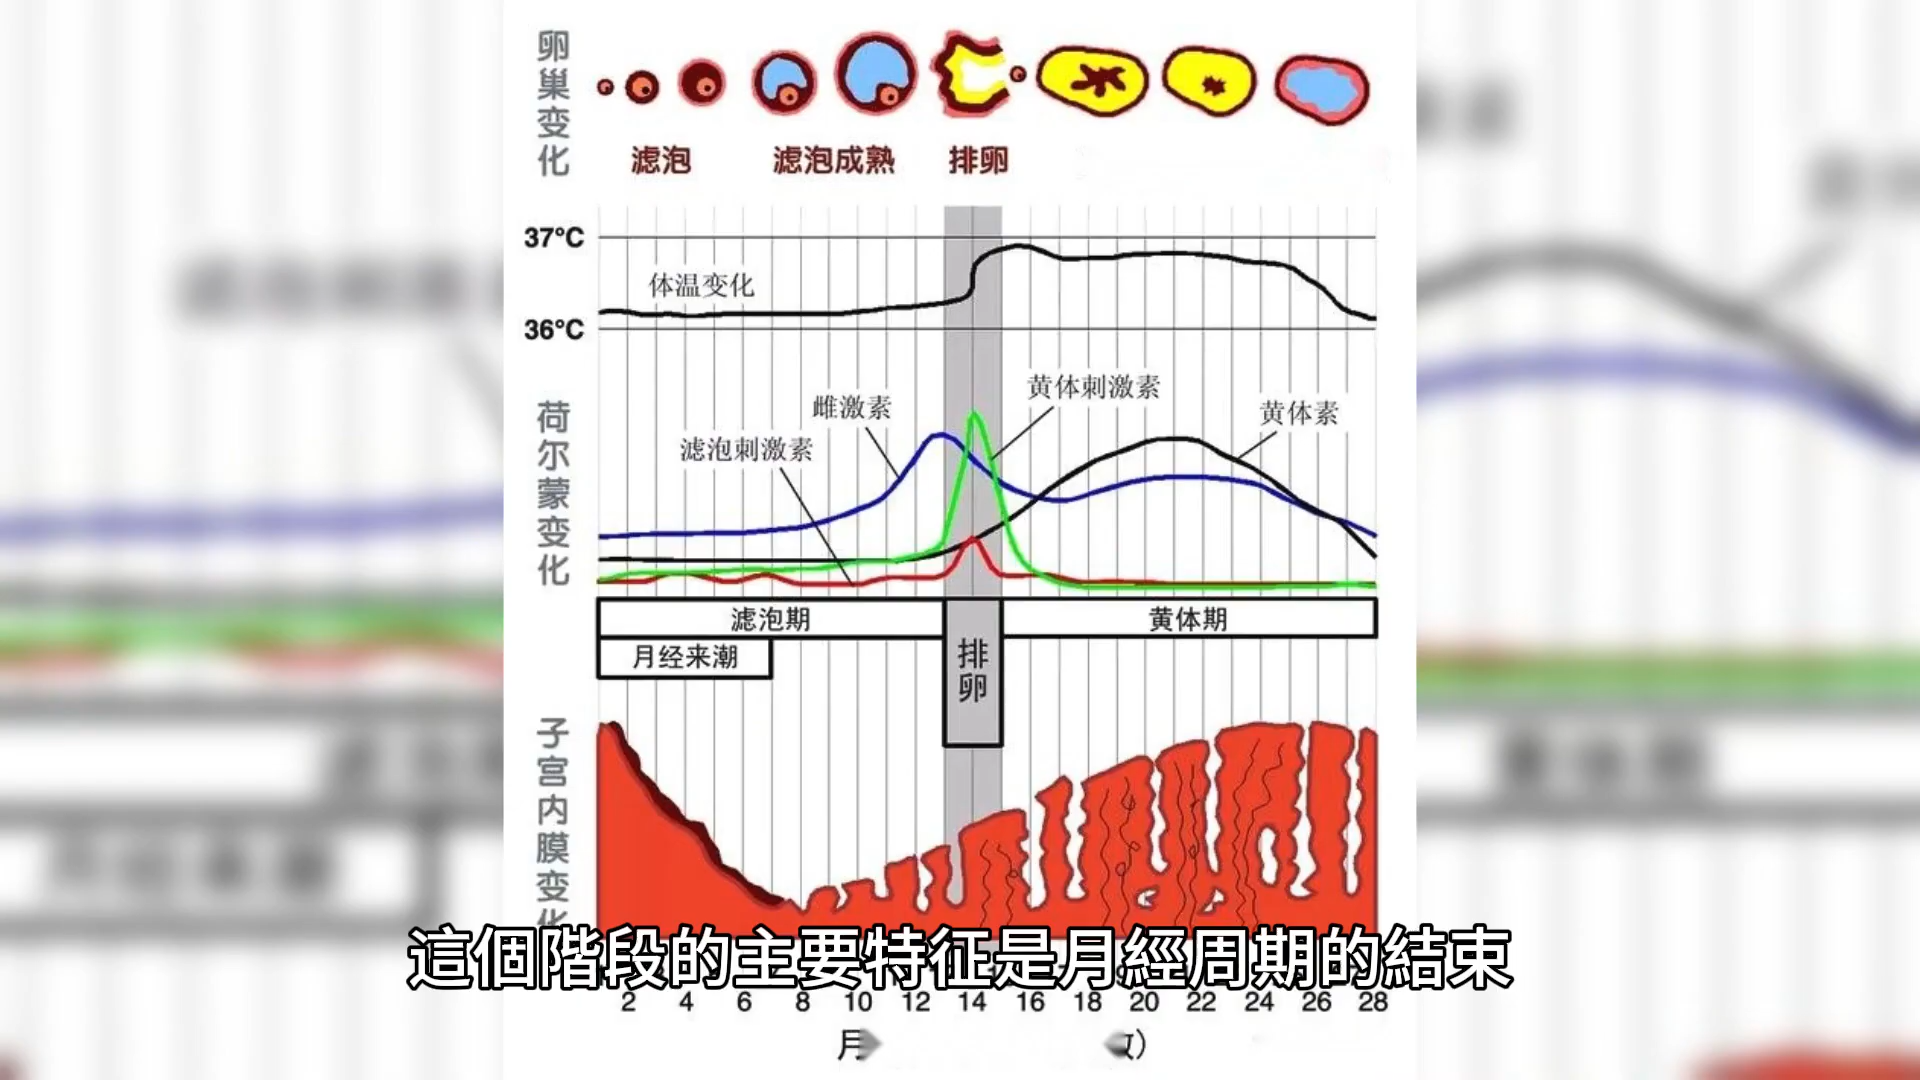 卵巢变化
滤泡
滤泡成熟
排卵
37°C
体温变化
36°C
荷尔蒙变化
黄体刺激素
雌激素
黄体素
滤泡刺激素
滤泡期
黄体期
月经来潮
排卵
子宫内膜变化
這個階段的主要特征是月經周期的結束
2 4 6 8 10 12 14 16 18 20 22 24 26 28
月